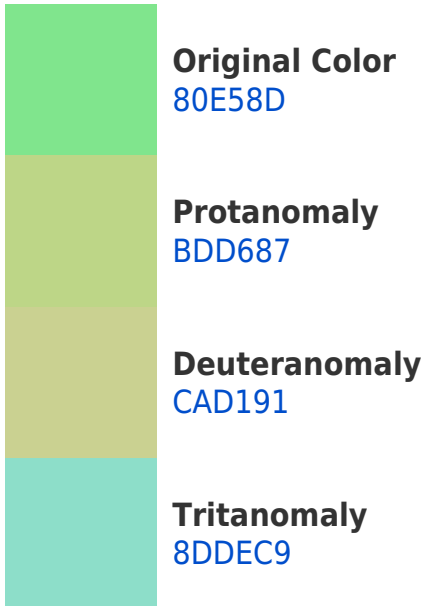 Original Color
80E58D
Protanomaly
BDD687
Deuteranomaly
CAD191
Tritanomaly
8DDEC9